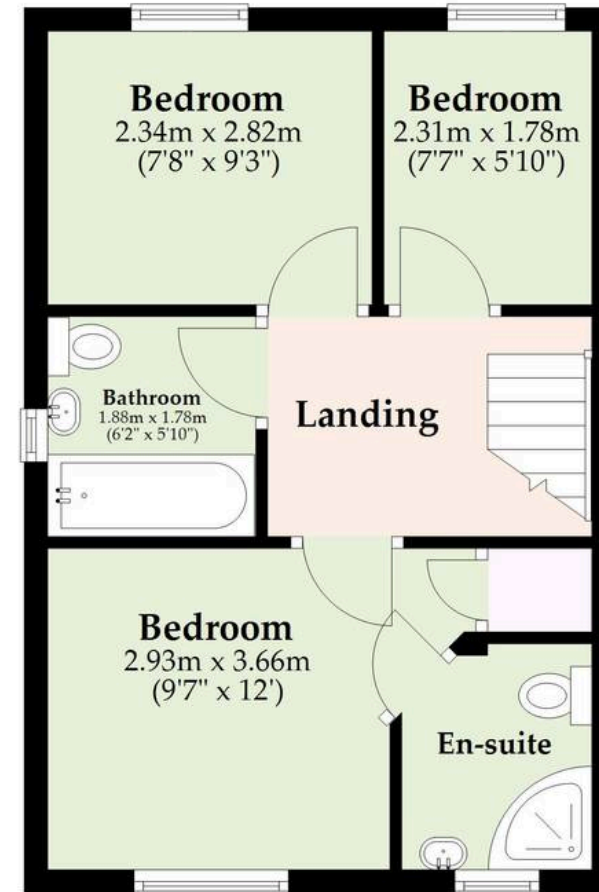 Bedroom
2.34m x 2.82m
(7'8" x 9'3")
Bedroom
2.31m x 1.78m
(7'7" x 5'10")
Bathroom
1.88m x 1.78m
(6'2" x 5'10")
Landing
Bedroom
2.93m x 3.66m
(9'7" x 12')
En-suite